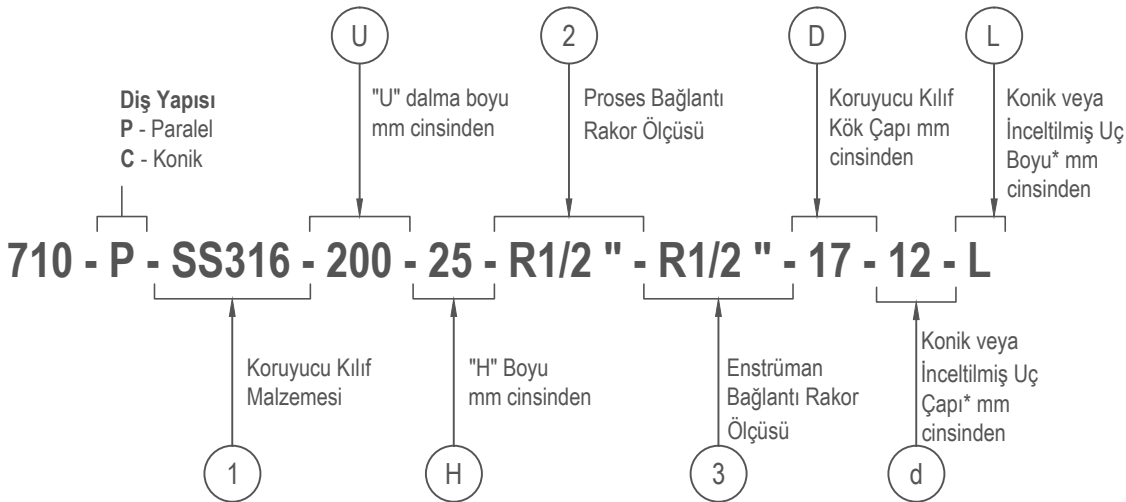 U
2
D
L
Diş Yapısı
P - Paralel
C - Konik
"U" dalma boyu
mm cinsinden
Proses Bağlantı
Rakor Ölçüsü
Koruyucu Kılıf
Kök Çapı mm
cinsinden
Konik veya
İnceltilmiş Uç
Boyu* mm
cinsinden
710 - P - SS316 - 200 - 25 - R1/2 " - R1/2 " - 17 - 12 - L
Koruyucu Kılıf
Malzemesi
"H" Boyu
mm cinsinden
Enstrüman
Bağlantı Rakor
Ölçüsü
Konik veya
İnceltilmiş Uç
Çapı* mm
cinsinden
1
H
3
d